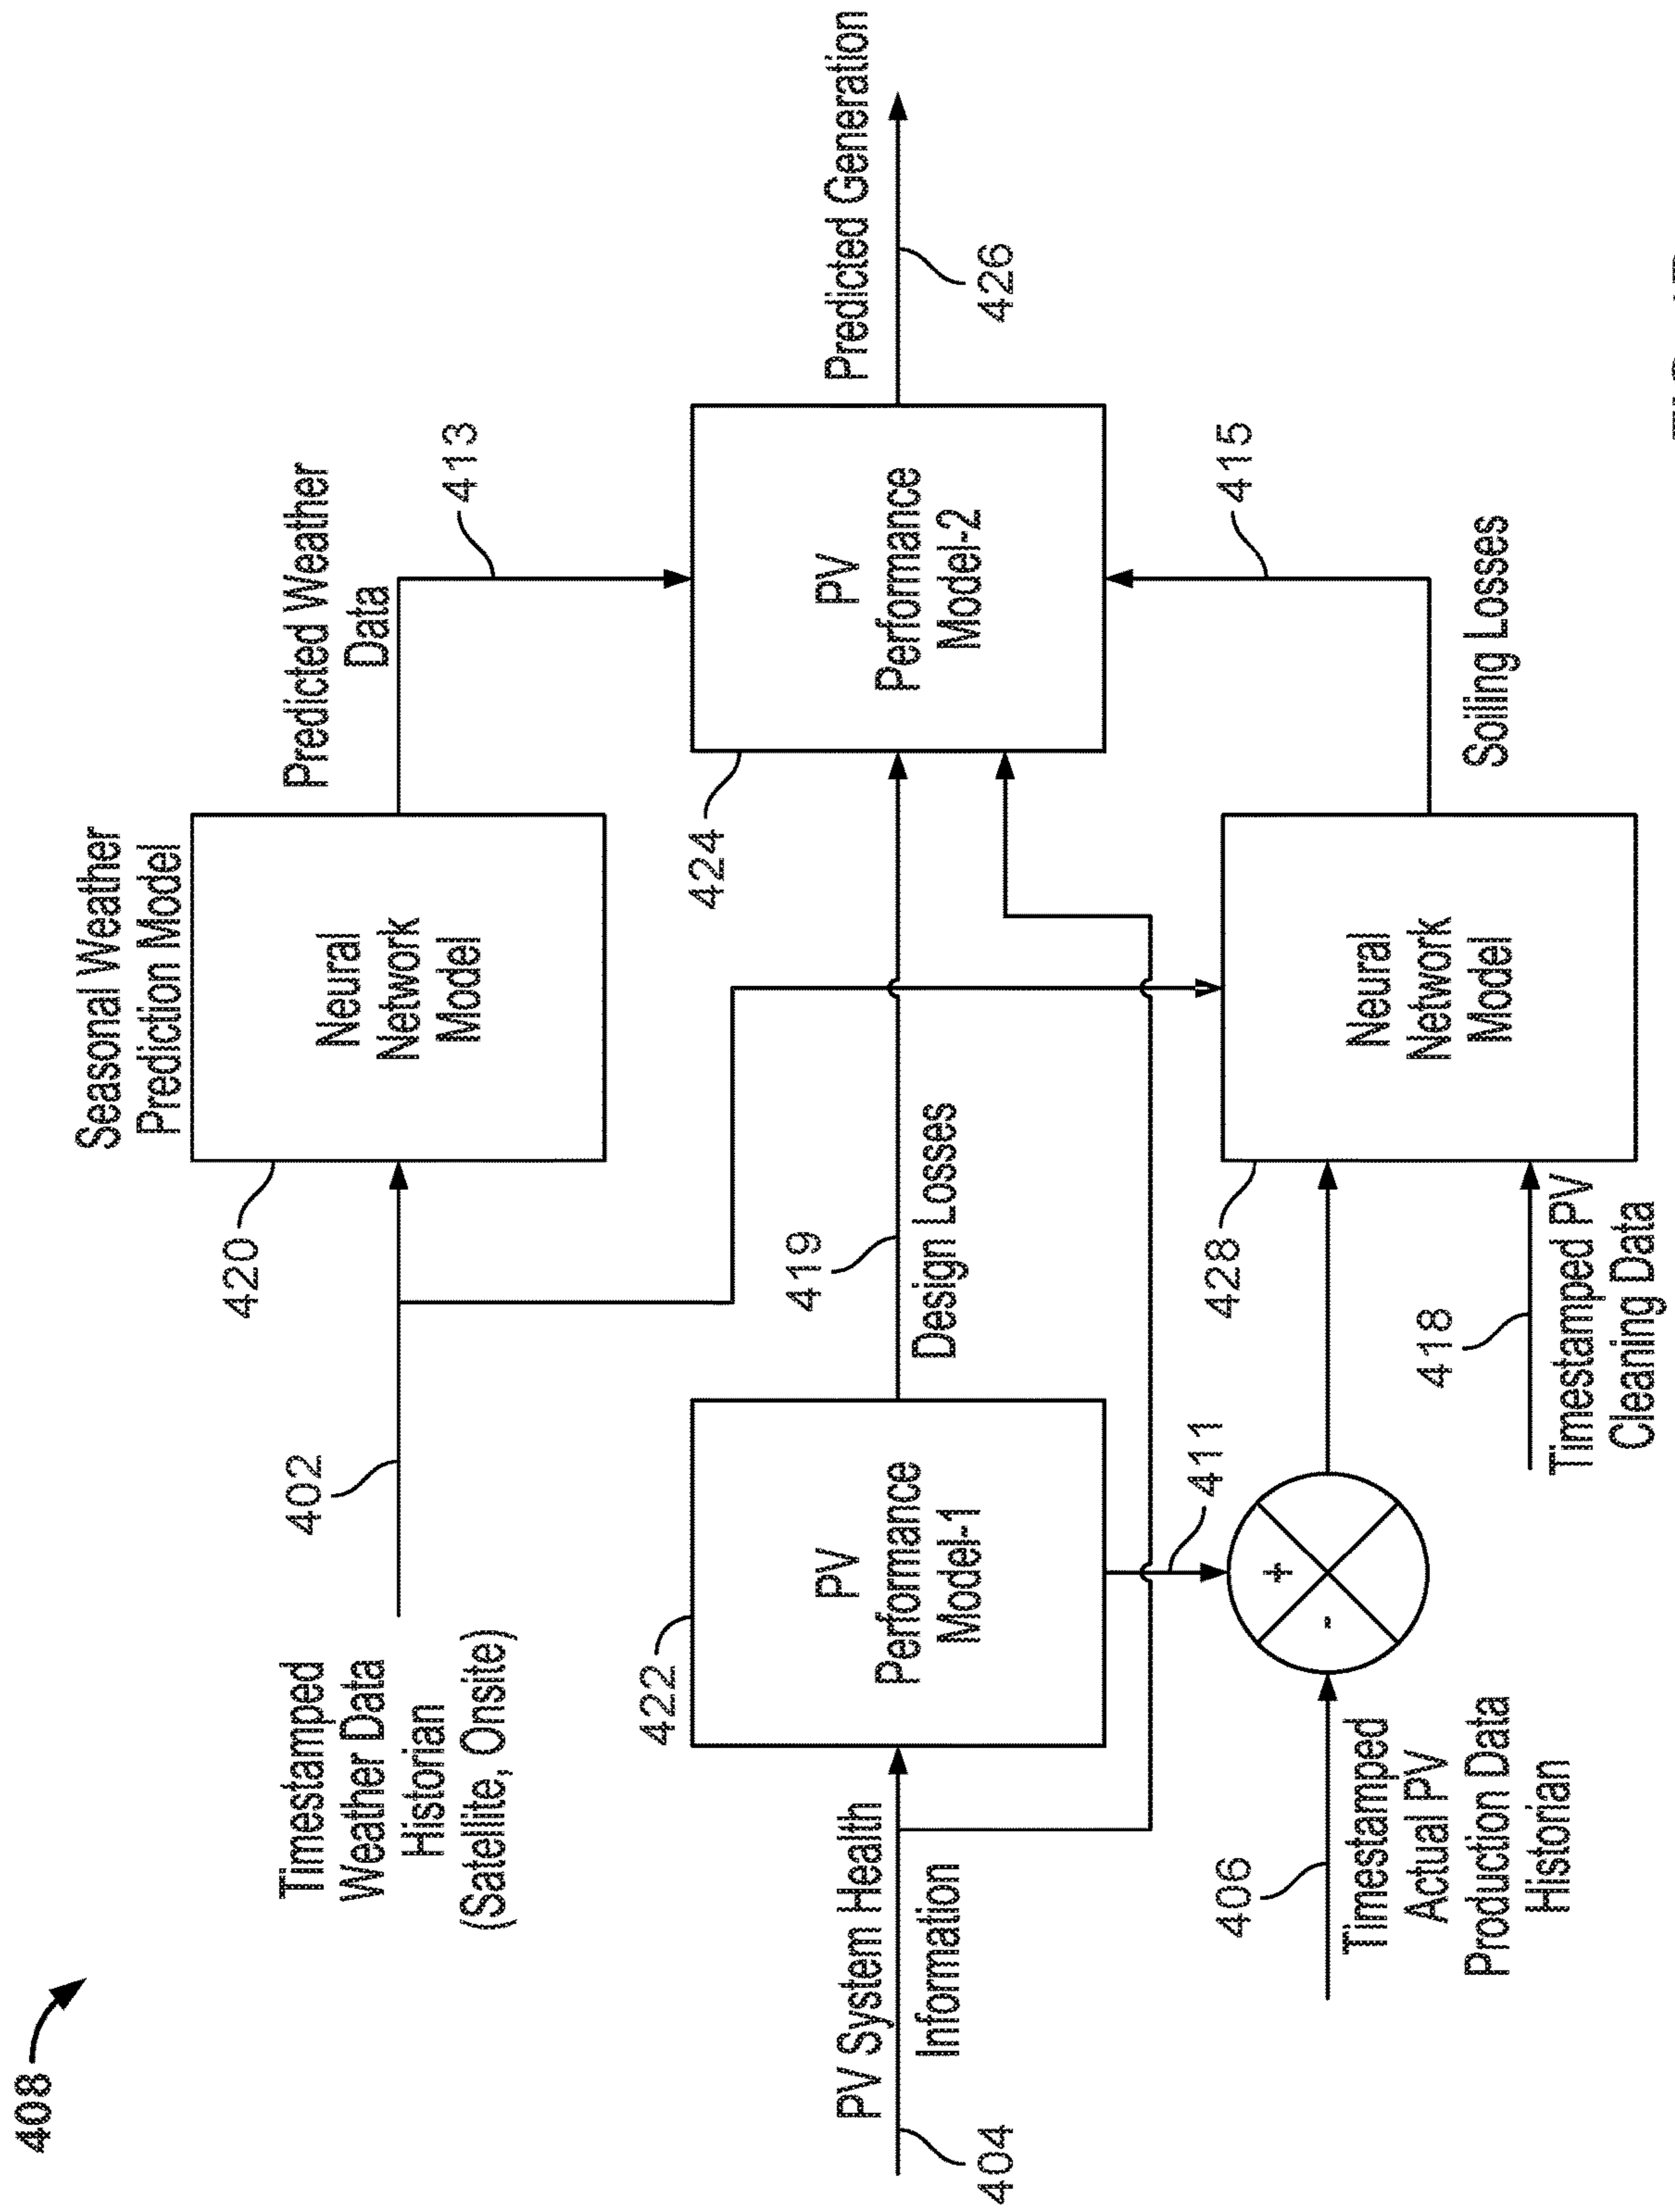 408
Timestamped
Weather Data
Historian
(Satellite, Onsite)
402
Seasonal Weather
Prediction Model
420
Neural
Network
Model
Predicted Weather
Data
413
PV System Health
Information
404
422
PV
Performance
Model-1
419
Design Losses
424
PV
Performance
Model-2
Predicted Generation
426
411
+
-
406
Timestamped
Actual PV
Production Data
Historian
418
Timestamped PV
Cleaning Data
428
Neural
Network
Model
415
Soiling Losses